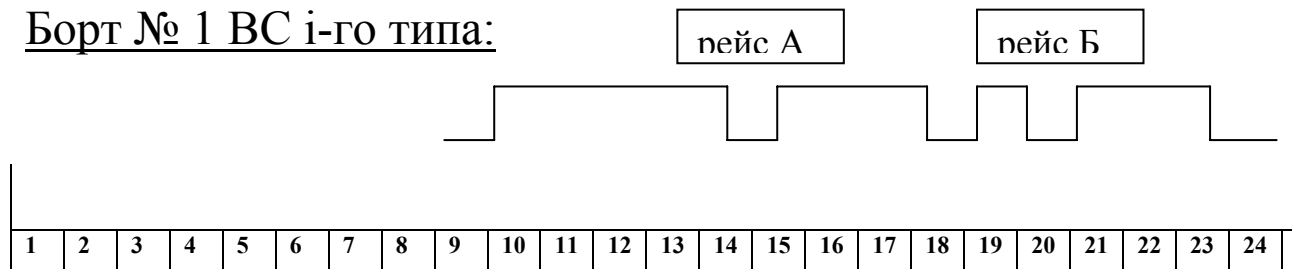 Борт № 1 ВС i-го типа:
рейс А рейс Б
1 2 3 4 5 6 7 8 9 10 11 12 13 14 15 16 17 18 19 20 21 22 23 24